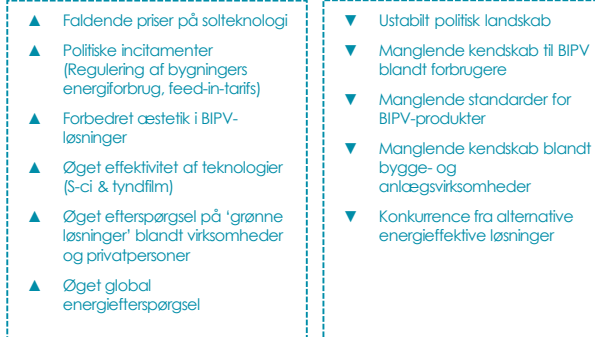 ▲ Faldende priser på solteknologi
▲ Politiske incitamenter
(Regulering af bygningers
energiforbrug, feed-in-tarifs)
▲ Forbedret æstetik i BIPV-
løsninger
▲ Øget effektivitet af teknologier
(S-ci & tyndfilm)
▲ Øget efterspørgsel på ‘grønne
løsninger’ blandt virksomheder
og privatpersoner
▲ Øget global
energiefterspørgsel
▼ Ustabilt politisk landskab
▼ Manglende kendskab til BIPV
blandt forbrugere
▼ Manglende standarder for
BIPV-produkter
▼ Manglende kendskab blandt
bygge- og
anlægsvirksomheder
▼ Konkurrence fra alternative
energieffektive løsninger